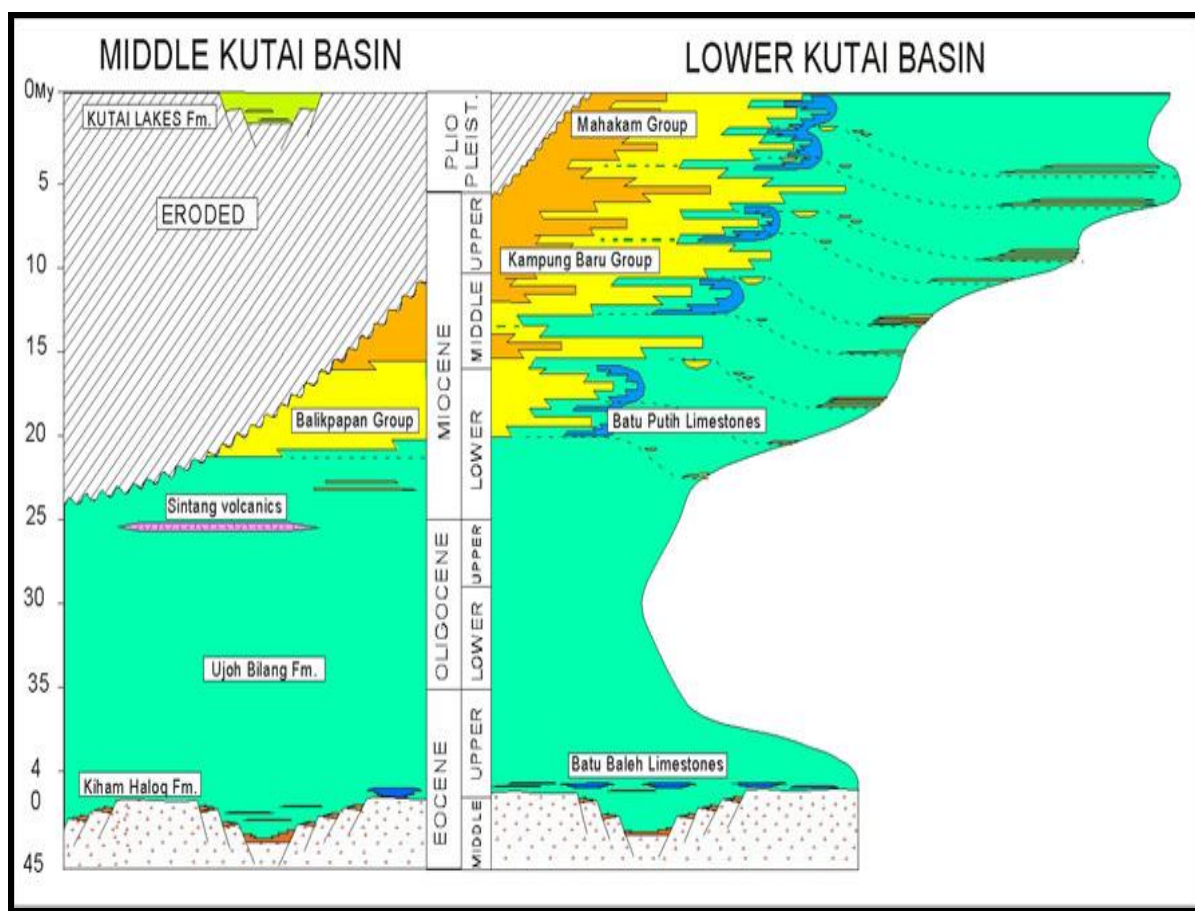 MIDDLE KUTAI BASIN
LOWER KUTAI BASIN
0My
5
10
15
20
25
30
35
4
0
45
KUTAI LAKES Fm.
ERODED
Balikpapan Group
Sintang volcanics
Ujoh Bilang Fm.
Kiham Haloq Fm.
PLIO
PLEIST.
MIOCENE
UPPER
MIDDLE
LOWER
OLIGOCENE
UPPER
LOWER
EOCENE
UPPER
MIDDLE
Mahakam Group
Kampung Baru Group
Batu Putih Limestones
Batu Baleh Limestones